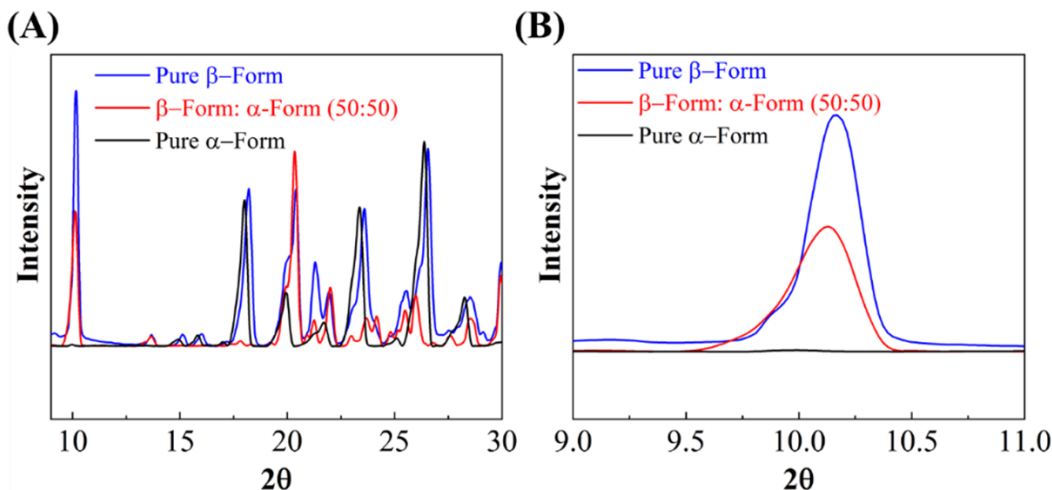 (A)
Pure β–Form
β–Form: α-Form (50:50)
Pure α–Form
Intensity
10 15 20 25 30
2θ
(B)
Pure β–Form
β–Form: α-Form (50:50)
Pure α–Form
Intensity
9.0 9.5 10.0 10.5 11.0
2θ